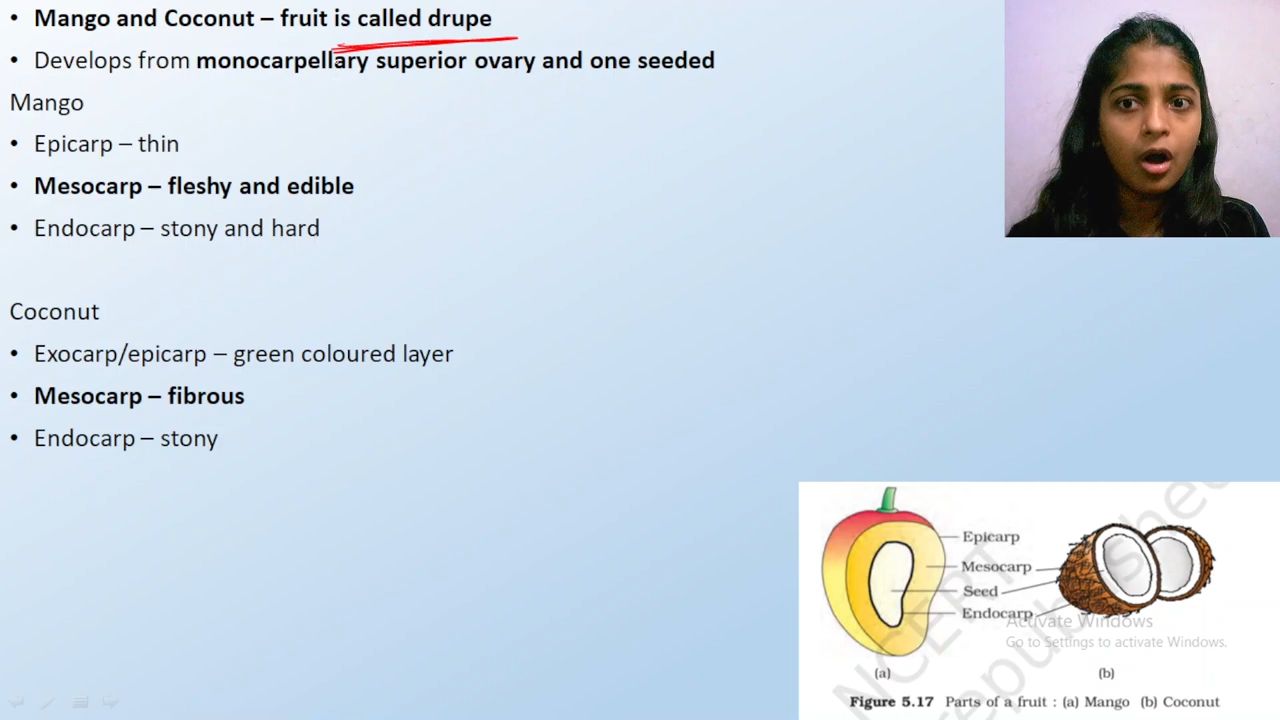 • Mango and Coconut – fruit is called drupe
• Develops from monocarpellary superior ovary and one seeded
Mango
• Epicarp – thin
• Mesocarp – fleshy and edible
• Endocarp – stony and hard
Coconut
• Exocarp/epicarp – green coloured layer
• Mesocarp – fibrous
• Endocarp – stony
Epicarp
Mesocarp
Seed
Endocarp
Activate Windows
Go to Settings to activate Windows.
(a)
(b)
NCERT
republished
Figure 5.17 Parts of a fruit : (a) Mango (b) Coconut